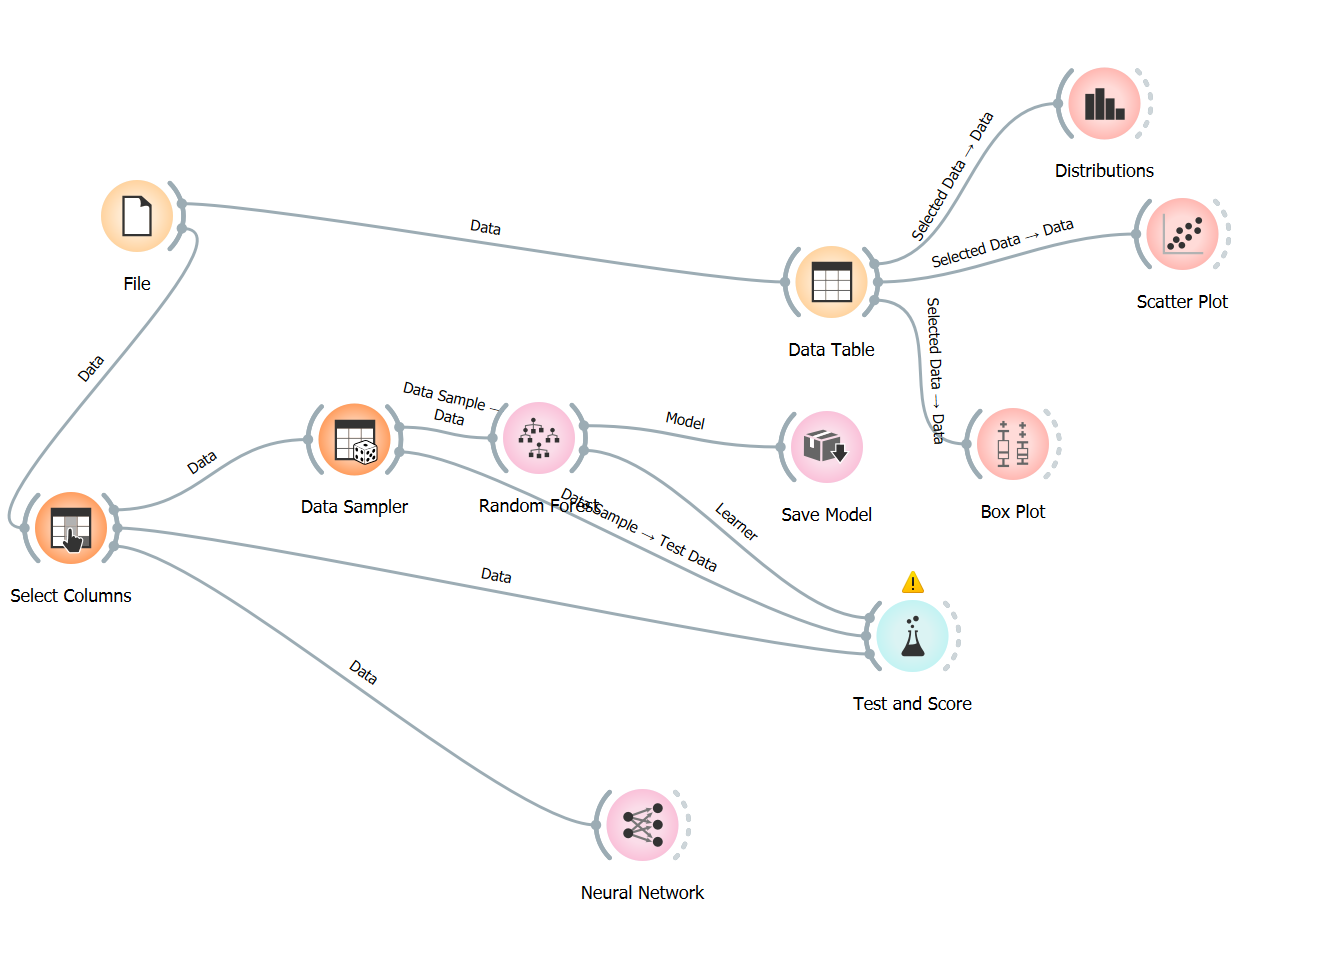 Distributions
Selected Data → Data
Scatter Plot
Selected Data → Data
File
Data
Data Table
Selected Data → Data
Data
Data Sample →
Data
Model
Data
Data Sampler
Random Forest
Save Model
Box Plot
Data Sample → Test Data
Learner
Data
Select Columns
Data
Test and Score
Neural Network